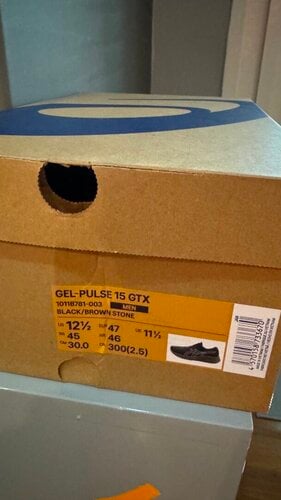 GEL-PULSE 15 GTX
1011B781-003 MEN
BLACK/BROWN STONE
US 12½ EUR 47 UK 11½
BR 45 46
CM 30.0 CN 300(2.5)